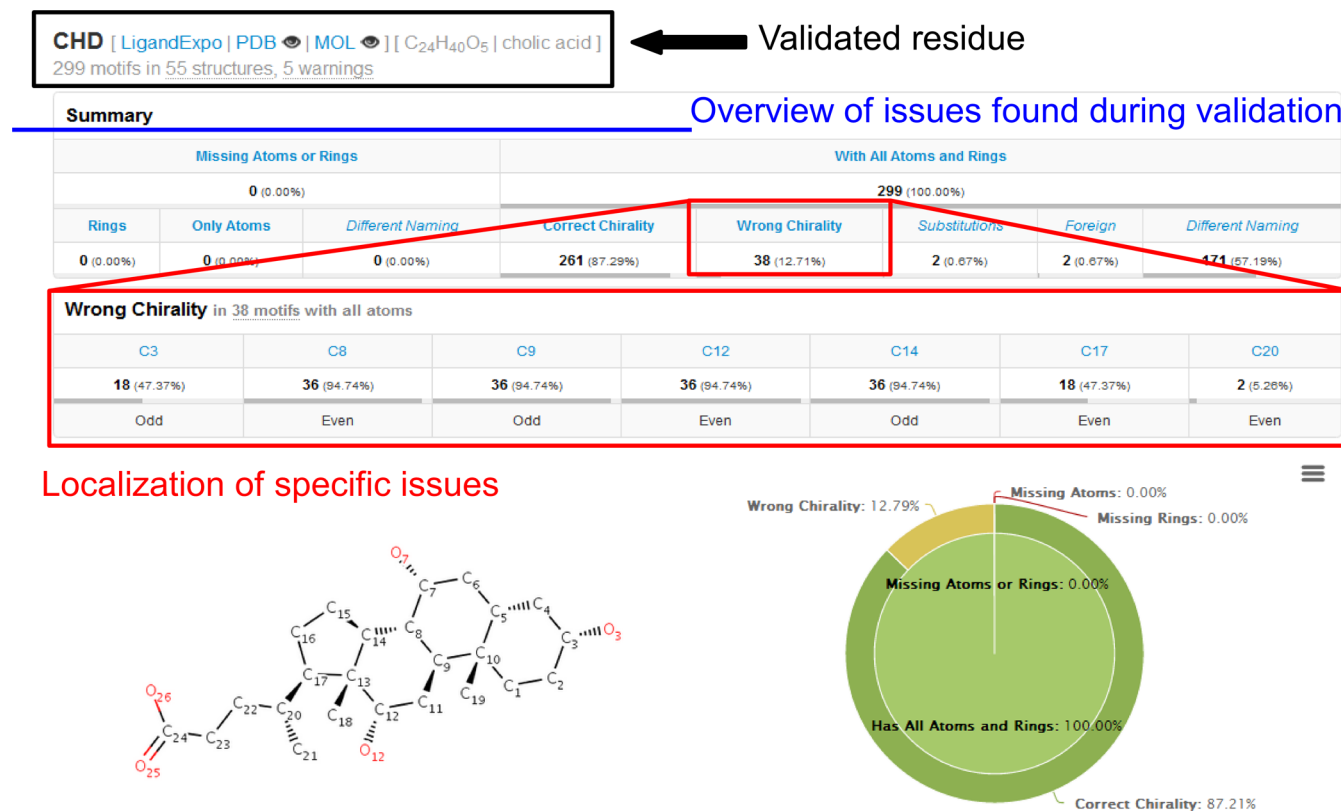 CHD [ LigandExpo | PDB | MOL ] [ C24H40O5 | cholic acid ]
299 motifs in 55 structures, 5 warnings
Validated residue
Summary
Overview of issues found during validation
Missing Atoms or Rings
With All Atoms and Rings
0 (0.00%)
299 (100.00%)
Rings Only Atoms Different Naming Correct Chirality Wrong Chirality Substitutions Foreign Different Naming
0 (0.00%) 0 (0.00%) 0 (0.00%) 261 (87.29%) 38 (12.71%) 2 (0.67%) 2 (0.67%) 171 (57.19%)
Wrong Chirality in 38 motifs with all atoms
C3 C8 C9 C12 C14 C17 C20
18 (47.37%) 36 (94.74%) 36 (94.74%) 36 (94.74%) 36 (94.74%) 18 (47.37%) 2 (5.26%)
Odd Even Odd Even Odd Even Even
Localization of specific issues
O7
C7 C6
C15 C5 C4
C16 C14 C8 C3 O3
C9 C10
C17 C13 C1 C2
O26 C22 C20 C18 C12 C11 C19
C24 C23 C21 O12
O25
Missing Atoms: 0.00%
Wrong Chirality: 12.79%
Missing Rings: 0.00%
Missing Atoms or Rings: 0.00%
Has All Atoms and Rings: 100.00%
Correct Chirality: 87.21%